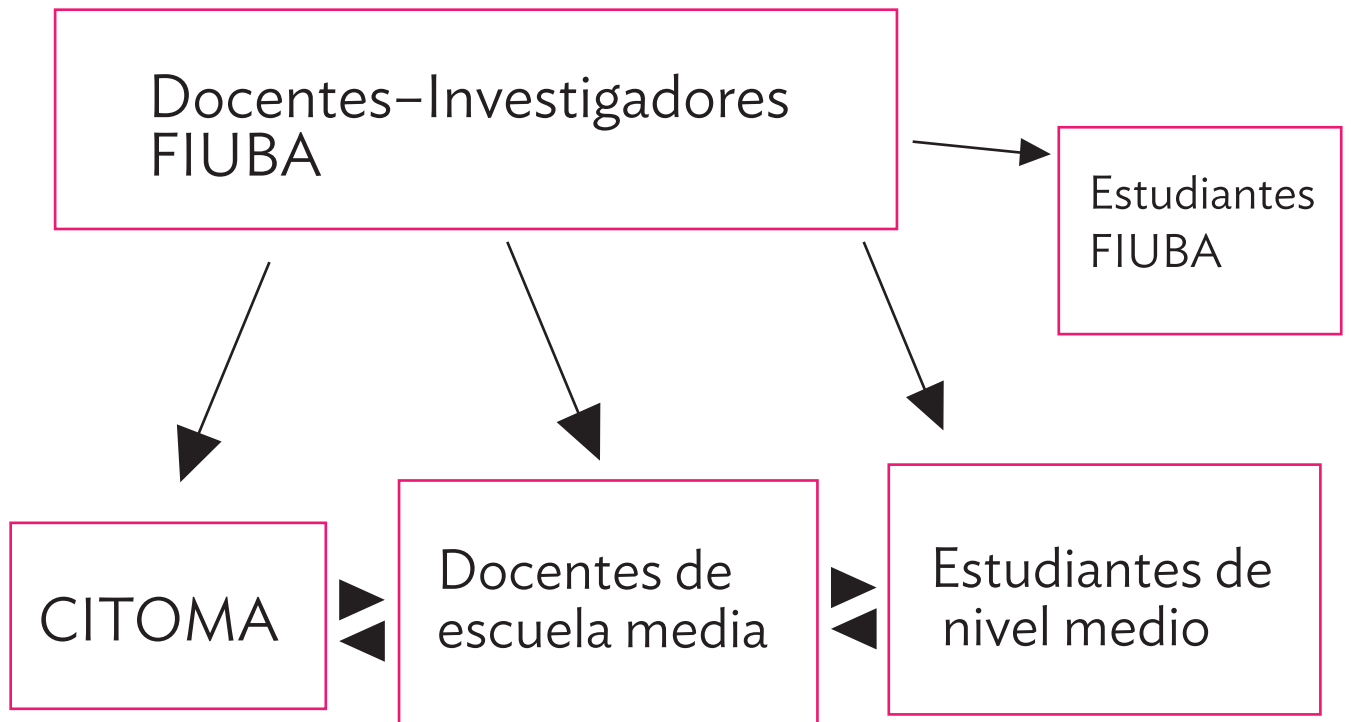 Docentes–Investigadores
FIUBA
Estudiantes
FIUBA
CITOMA
Docentes de
escuela media
Estudiantes de
nivel medio